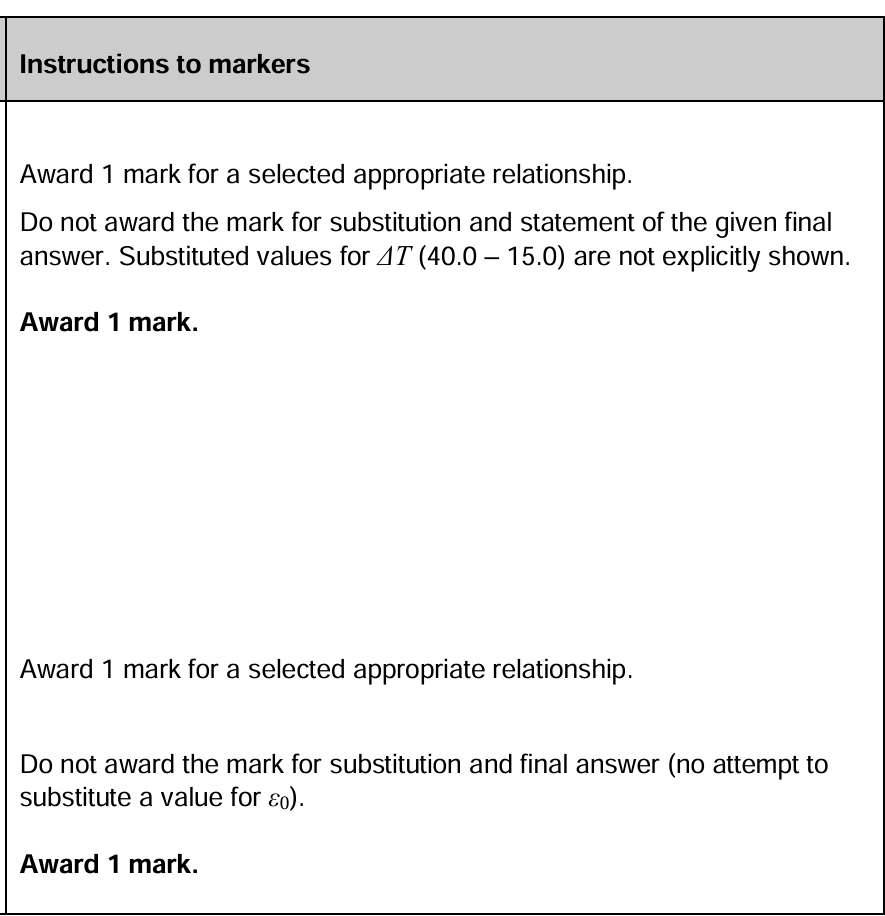 Instructions to markers
Award 1 mark for a selected appropriate relationship.
Do not award the mark for substitution and statement of the given final
answer. Substituted values for ΔT (40.0 – 15.0) are not explicitly shown.
Award 1 mark.
Award 1 mark for a selected appropriate relationship.
Do not award the mark for substitution and final answer (no attempt to
substitute a value for ε₀).
Award 1 mark.